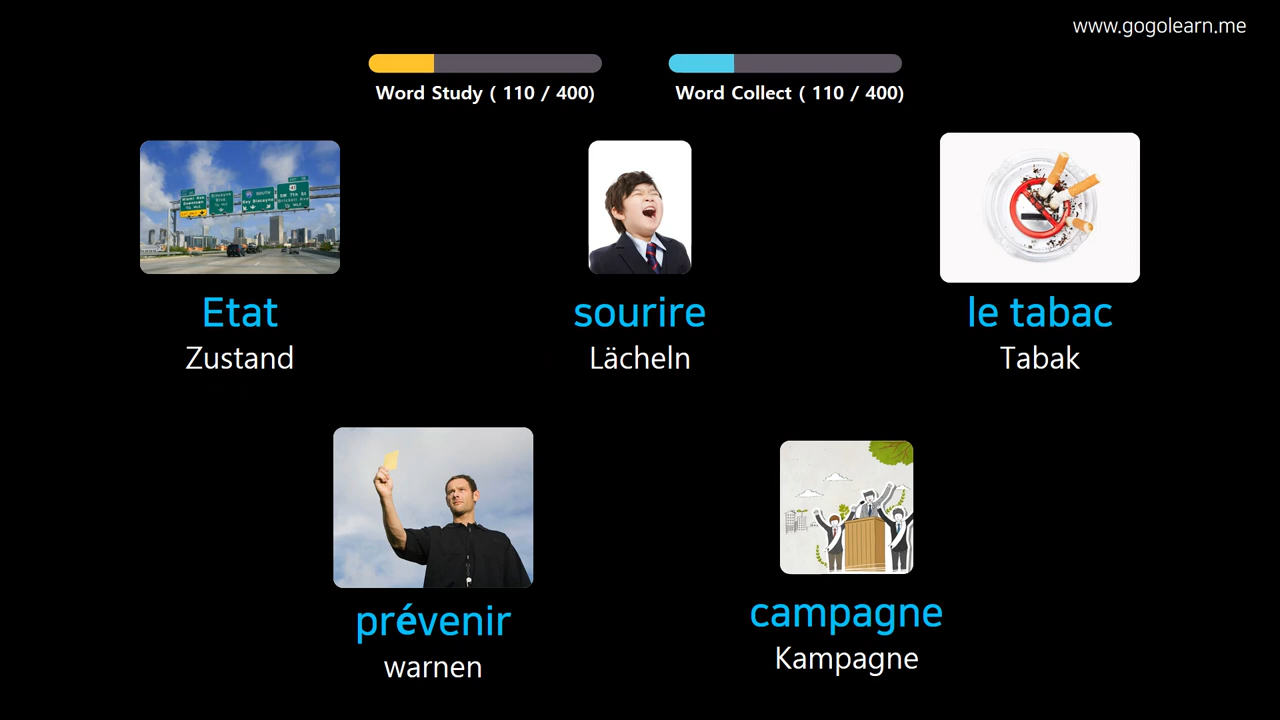 www.gogolearn.me
Word Study ( 110 / 400)
Word Collect ( 110 / 400)
Etat
Zustand
sourire
Lächeln
le tabac
Tabak
prévenir
warnen
campagne
Kampagne